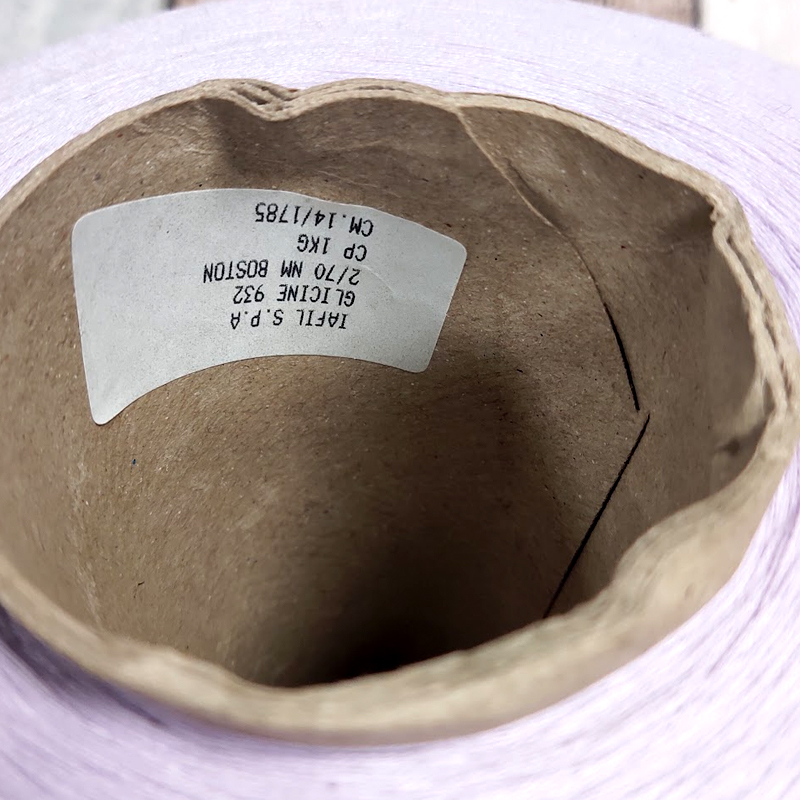 IAFIL S.P.A
GLICINE 932
2/70 NM BOSTON
CP 1KG
CM.14/1785